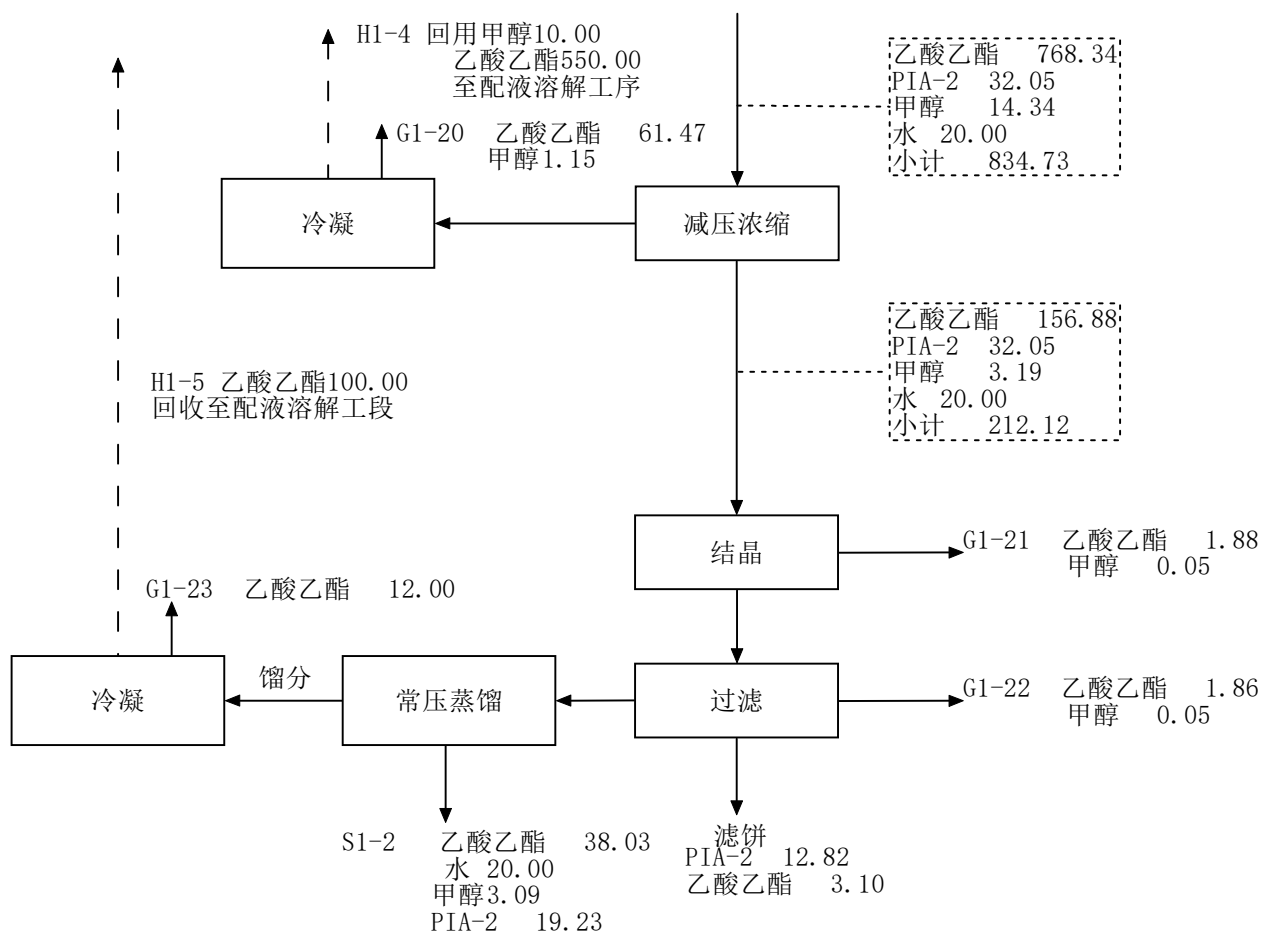 H1-4 回用甲醇10.00
乙酸乙酯550.00
至配液溶解工序
乙酸乙酯 768.34
PIA-2 32.05
甲醇 14.34
水 20.00
小计 834.73
G1-20 乙酸乙酯 61.47
甲醇1.15
冷凝
减压浓缩
乙酸乙酯 156.88
PIA-2 32.05
甲醇 3.19
水 20.00
小计 212.12
H1-5 乙酸乙酯100.00
回收至配液溶解工段
结晶
G1-21 乙酸乙酯 1.88
甲醇 0.05
G1-23 乙酸乙酯 12.00
冷凝
馏分
常压蒸馏
过滤
G1-22 乙酸乙酯 1.86
甲醇 0.05
S1-2 乙酸乙酯 38.03
水 20.00
甲醇3.09
PIA-2 19.23
滤饼
PIA-2 12.82
乙酸乙酯 3.10